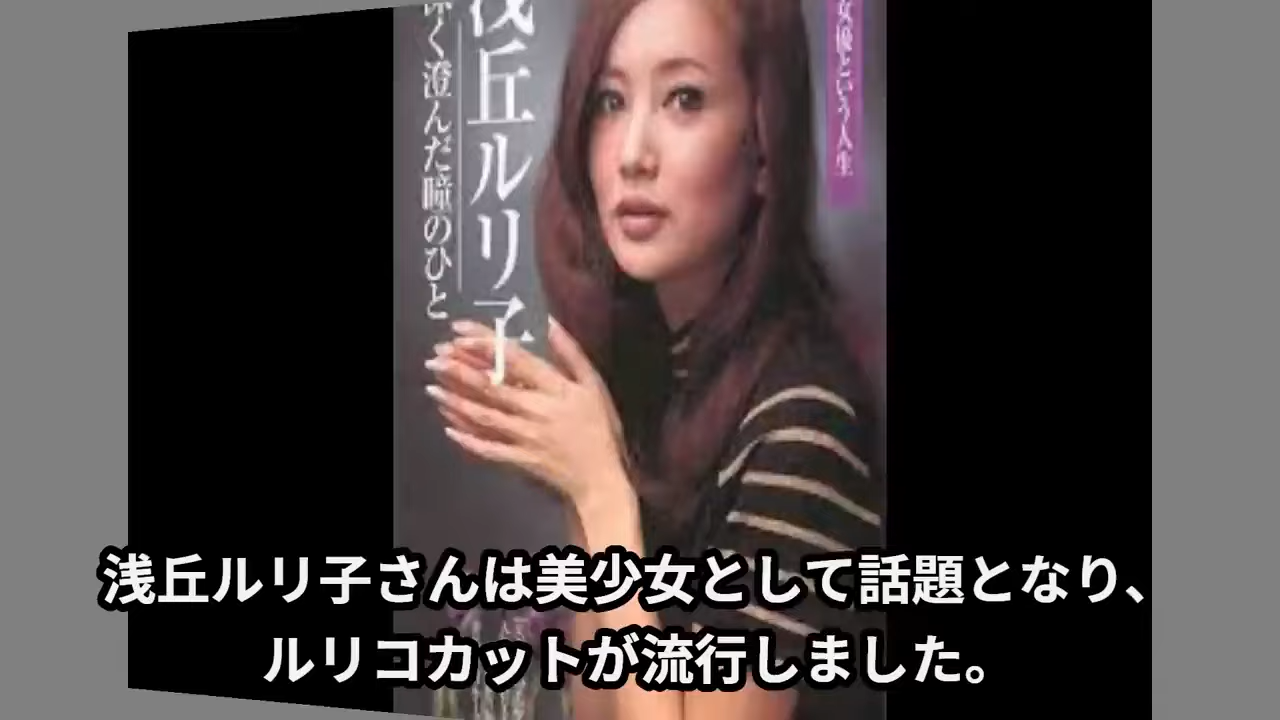 女優という人生
浅丘ルリ子
く澄んだ瞳のひと
浅丘ルリ子さんは美少女として話題となり、
ルリコカットが流行しました。